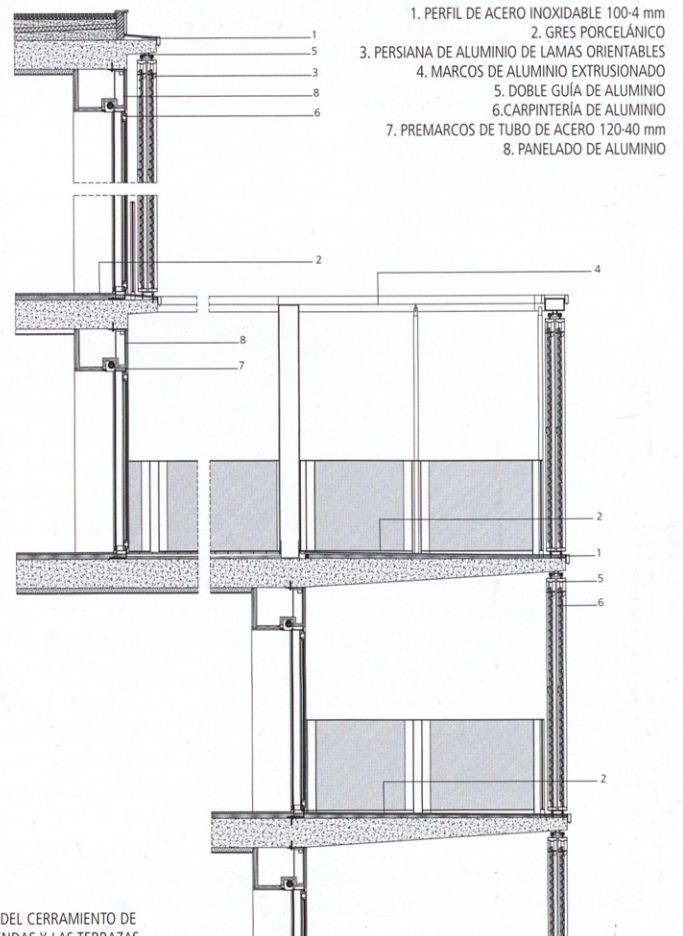 1. PERFIL DE ACERO INOXIDABLE 100-4 mm
2. GRES PORCELÁNICO
3. PERSIANA DE ALUMINIO DE LAMAS ORIENTABLES
4. MARCOS DE ALUMINIO EXTRUSIONADO
5. DOBLE GUÍA DE ALUMINIO
6.CARPINTERÍA DE ALUMINIO
7. PREMARCOS DE TUBO DE ACERO 120-40 mm
8. PANELADO DE ALUMINIO
1
5
3
8
6
2
4
8
7
2
1
5
6
2
DEL CERRAMIENTO DE
Y LAS TERRAZAS